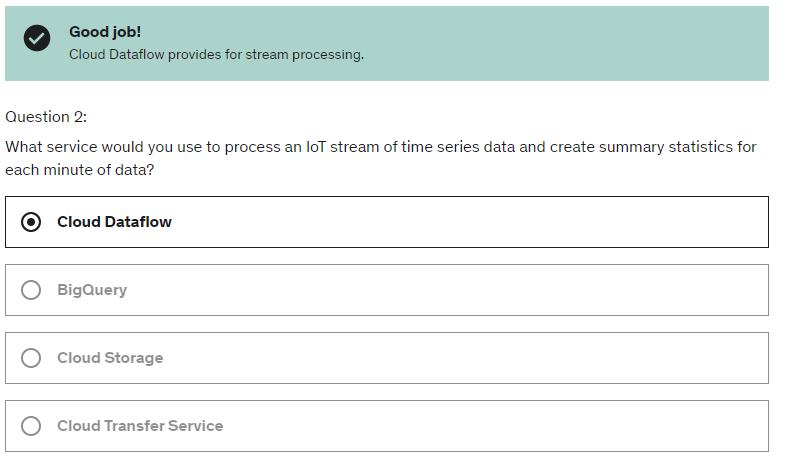 Good job!
Cloud Dataflow provides for stream processing.
Question 2:
What service would you use to process an IoT stream of time series data and create summary statistics for
each minute of data?
Cloud Dataflow
BigQuery
Cloud Storage
Cloud Transfer Service